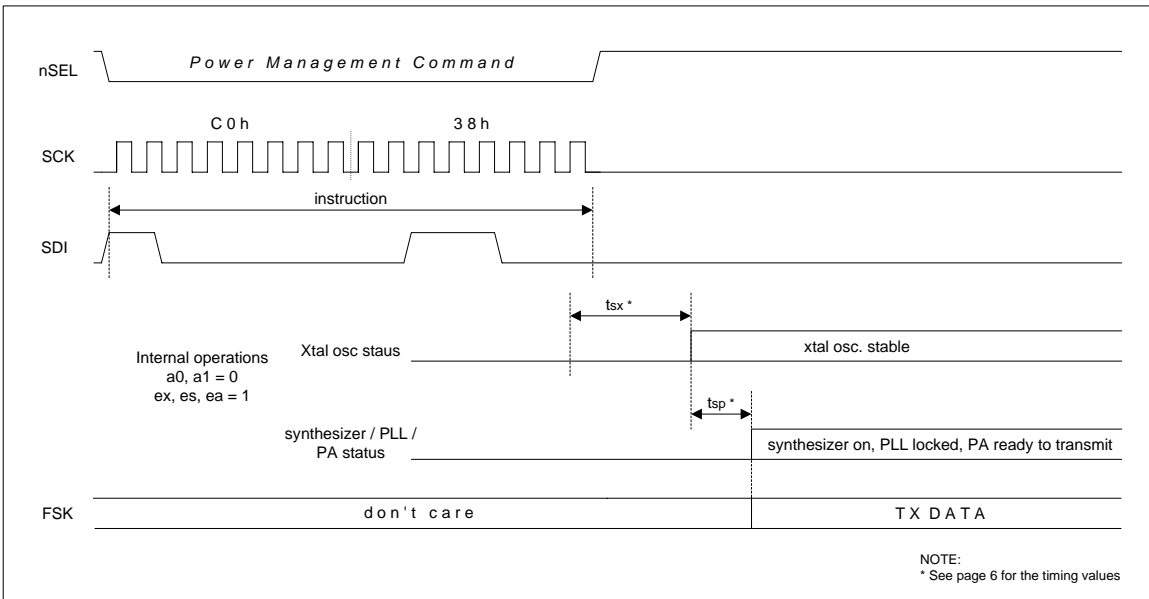 nSEL
Power Management Command
C0h
38h
SCK
instruction
SDI
tsx *
Xtal osc staus
xtal osc. stable
Internal operations
a0, a1 = 0
ex, es, ea = 1
tsp *
synthesizer / PLL /
PA status
synthesizer on, PLL locked, PA ready to transmit
FSK
don't care
TX DATA
NOTE:
* See page 6 for the timing values